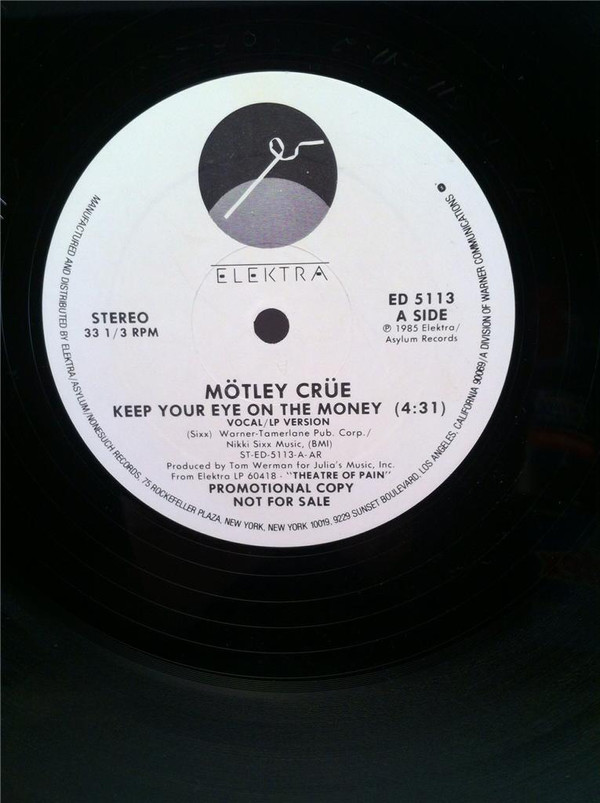 ELEKTRA
STEREO
33 1/3 RPM
ED 5113
A SIDE
℗ 1985 Elektra/
Asylum Records
MÖTLEY CRÜE
KEEP YOUR EYE ON THE MONEY (4:31)
VOCAL/LP VERSION
(Sixx) Warner-Tamerlane Pub. Corp./
Nikki Sixx Music, (BMI)
ST-ED-5113-A-AR
Produced by Tom Werman for Julia's Music, Inc.
From Elektra LP 60418 - "THEATRE OF PAIN"
PROMOTIONAL COPY
NOT FOR SALE
MANUFACTURED AND DISTRIBUTED BY ELEKTRA/ASYLUM/NONESUCH RECORDS, 75 ROCKEFELLER PLAZA, NEW YORK, NEW YORK 10019, 9229 SUNSET BOULEVARD, LOS ANGELES, CALIFORNIA 90069/A DIVISION OF WARNER COMMUNICATIONS